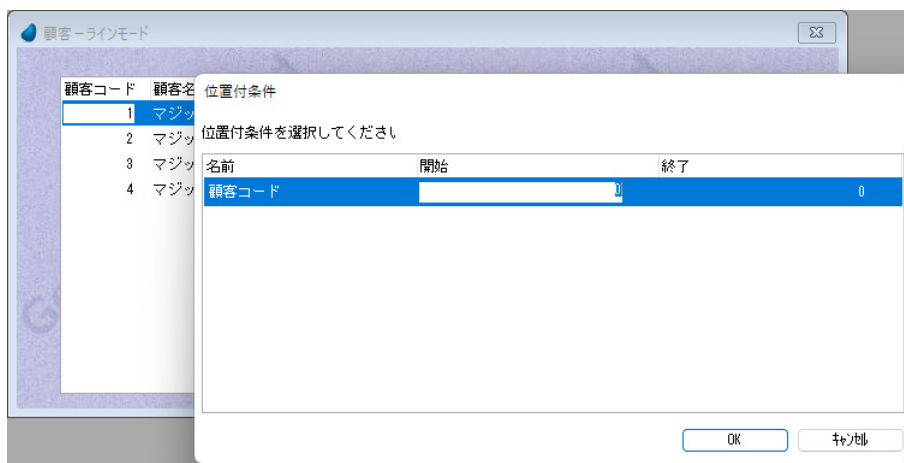 顧客－ラインモード
顧客コード 顧客名
位置付条件
位置付条件を選択してください
名前 開始 終了
顧客コード 0 0
1 マジッ
2 マジッ
3 マジッ
4 マジッ
OK キャンセル